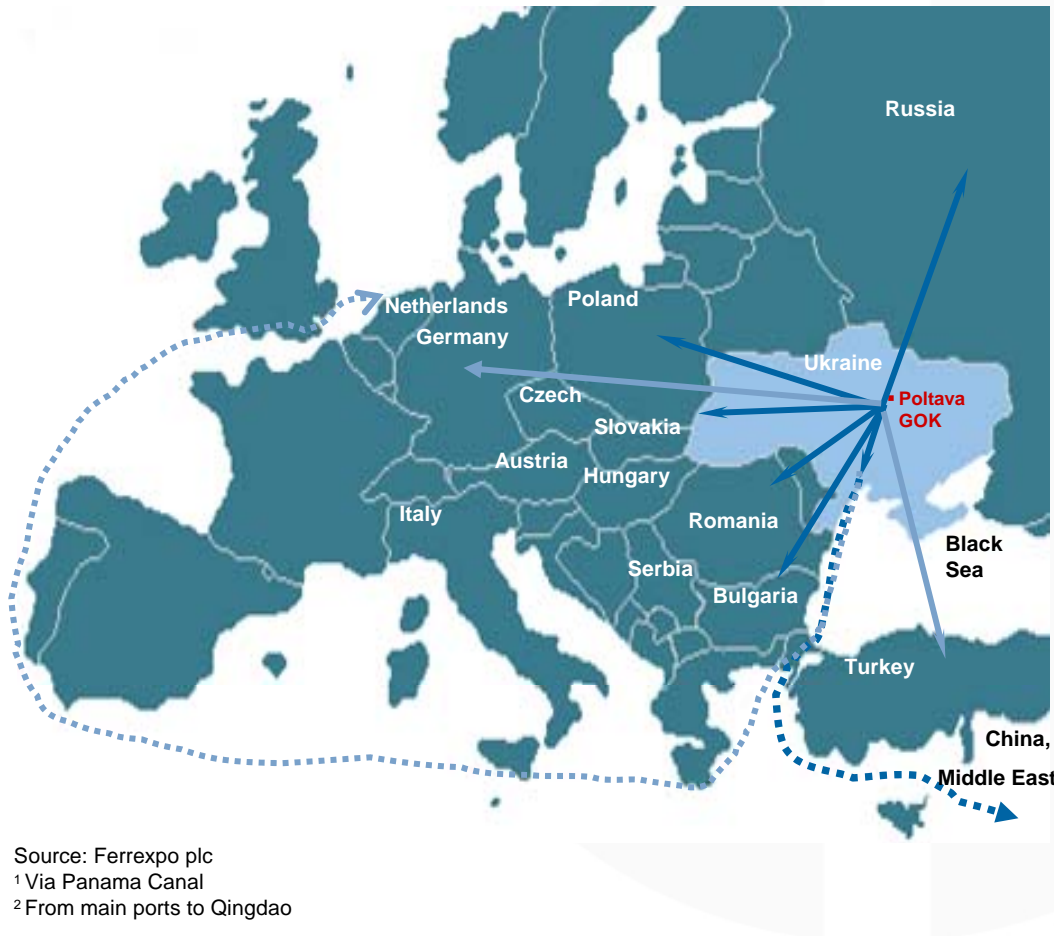 Russia
Netherlands
Poland
Germany
Ukraine
Czech
Poltava
GOK
Slovakia
Austria
Hungary
Italy
Romania
Black
Sea
Serbia
Bulgaria
Turkey
China,
Middle East
Source: Ferrexpo plc
¹ Via Panama Canal
² From main ports to Qingdao